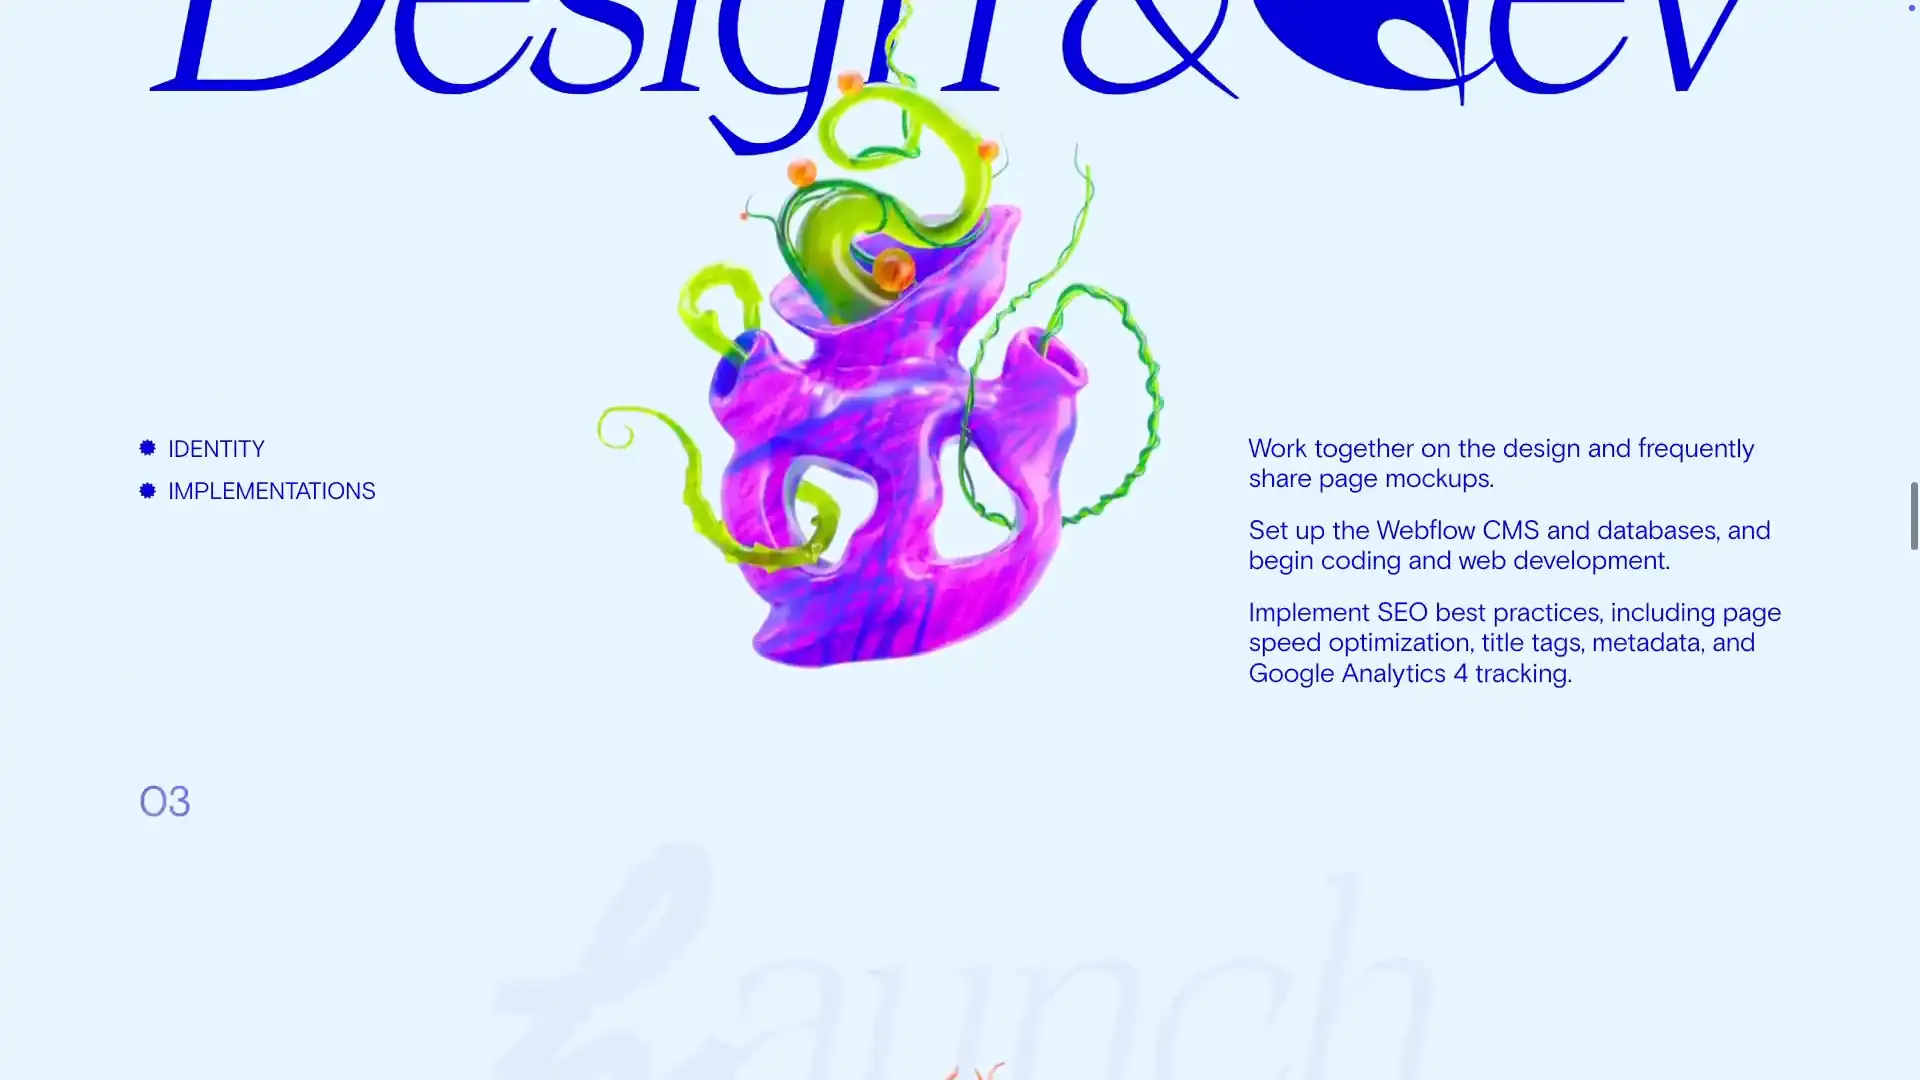 Design & dev
IDENTITY
IMPLEMENTATIONS
Work together on the design and frequently
share page mockups.
Set up the Webflow CMS and databases, and
begin coding and web development.
Implement SEO best practices, including page
speed optimization, title tags, metadata, and
Google Analytics 4 tracking.
03
Launch